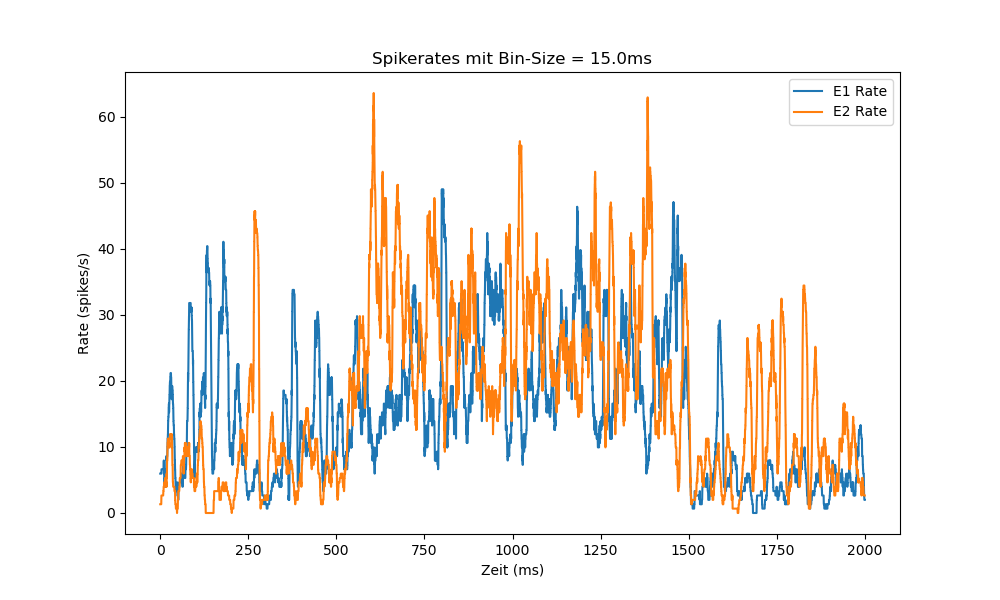 Spikerates mit Bin-Size = 15.0ms
E1 Rate
E2 Rate
Rate (spikes/s)
60
50
40
30
20
10
0
0 250 500 750 1000 1250 1500 1750 2000
Zeit (ms)